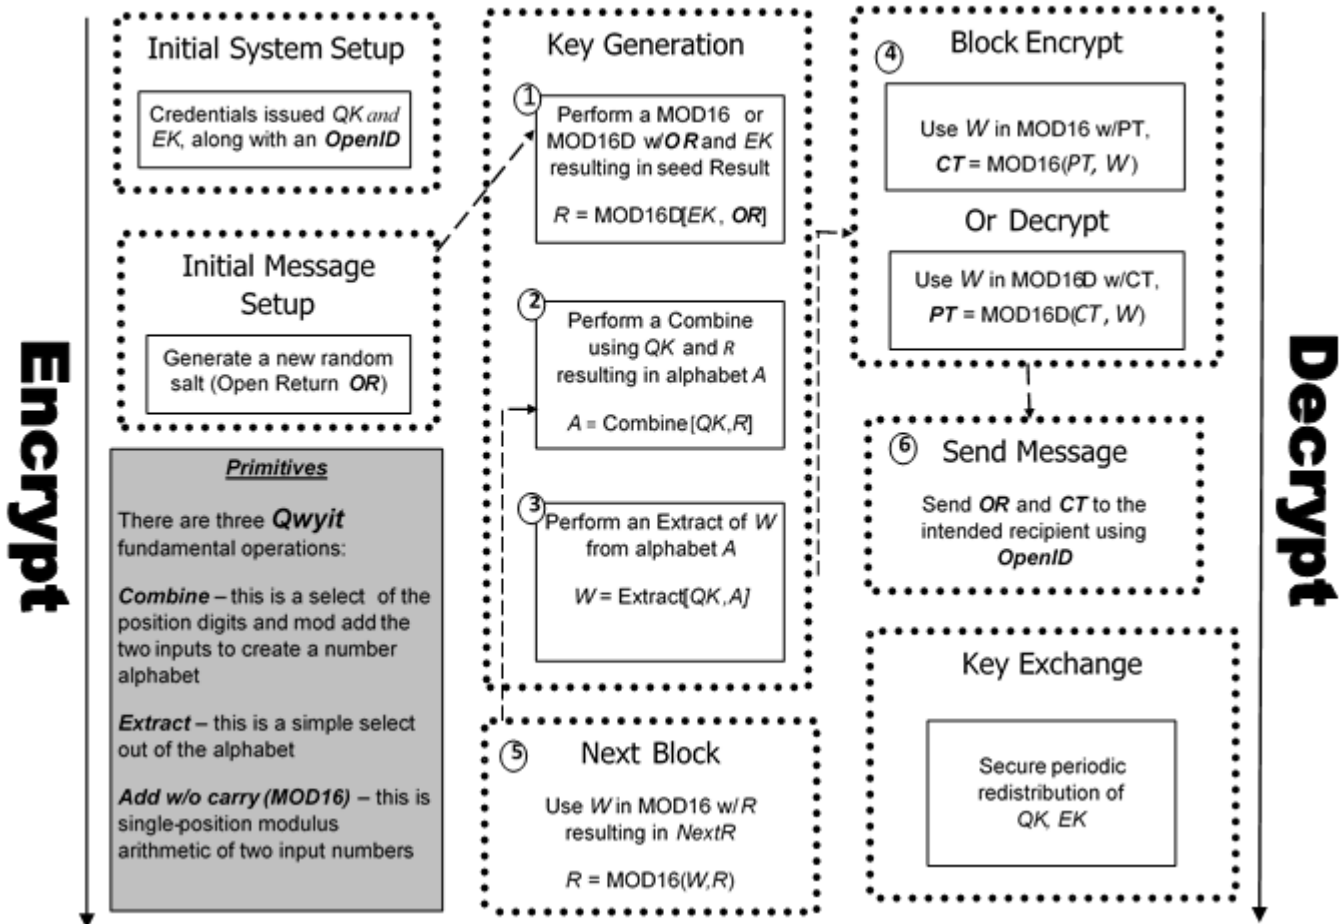 Encrypt
Initial System Setup
Credentials issued QK and
EK, along with an OpenID
Initial Message
Setup
Generate a new random
salt (Open Return OR)
Primitives
There are three Qwyit
fundamental operations:
Combine – this is a select of the
position digits and mod add the
two inputs to create a number
alphabet
Extract – this is a simple select
out of the alphabet
Add w/o carry (MOD16) – this is
single-position modulus
arithmetic of two input numbers
Key Generation
1
Perform a MOD16 or
MOD16D w/OR and EK
resulting in seed Result
R = MOD16D[EK, OR]
2
Perform a Combine
using QK and R
resulting in alphabet A
A = Combine[QK,R]
3
Perform an Extract of W
from alphabet A
W = Extract[QK,A]
5
Next Block
Use W in MOD16 w/R
resulting in NextR
R = MOD16(W,R)
4
Block Encrypt
Use W in MOD16 w/PT,
CT = MOD16(PT, W)
Or Decrypt
Use W in MOD16D w/CT,
PT = MOD16D(CT, W)
6
Send Message
Send OR and CT to the
intended recipient using
OpenID
Key Exchange
Secure periodic
redistribution of
QK, EK
Decrypt